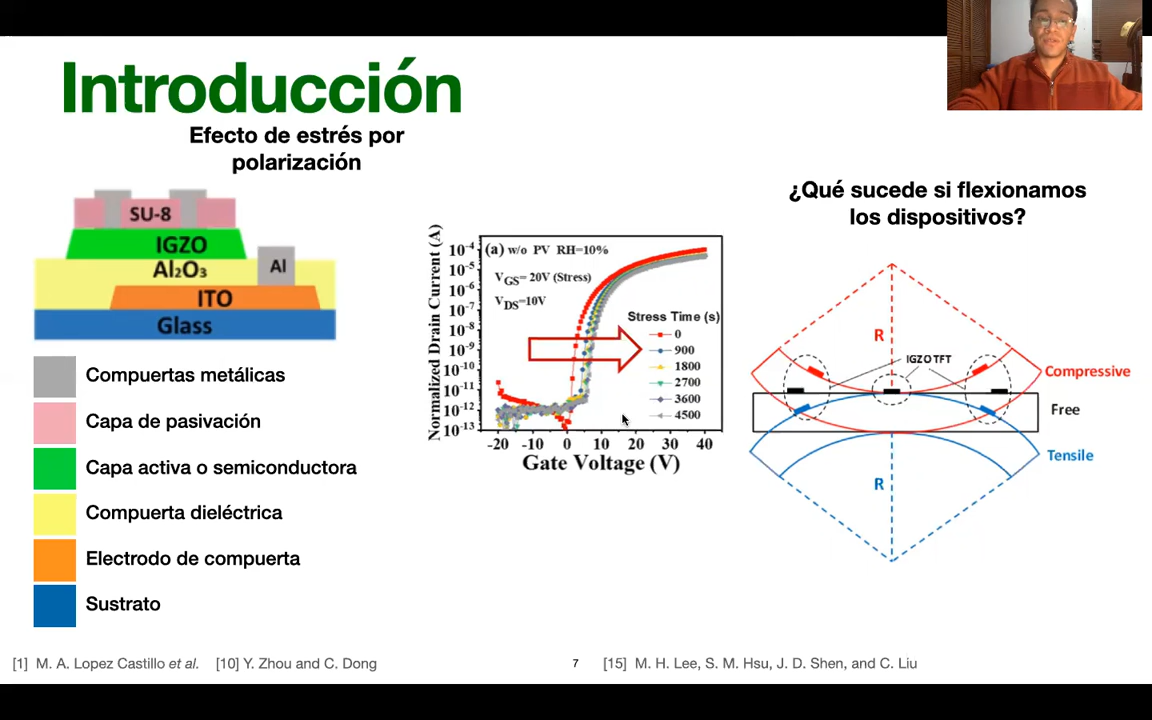 Introducción
Efecto de estrés por
polarización
SU-8
IGZO
Al₂O₃
Al
ITO
Glass
Compuertas metálicas
Capa de pasivación
Capa activa o semiconductora
Compuerta dieléctrica
Electrodo de compuerta
Sustrato
Normalized Drain Current (A)
10⁻⁴
10⁻⁵
10⁻⁶
10⁻⁷
10⁻⁸
10⁻⁹
10⁻¹⁰
10⁻¹¹
10⁻¹²
10⁻¹³
(a) w/o PV RH=10%
V_GS= 20V (Stress)
V_DS=10V
Stress Time (s)
0
900
1800
2700
3600
4500
-20 -10 0 10 20 30 40
Gate Voltage (V)
¿Qué sucede si flexionamos
los dispositivos?
R
IGZO TFT
Compressive
Free
Tensile
R
[1] M. A. Lopez Castillo et al. [10] Y. Zhou and C. Dong
7
[15] M. H. Lee, S. M. Hsu, J. D. Shen, and C. Liu